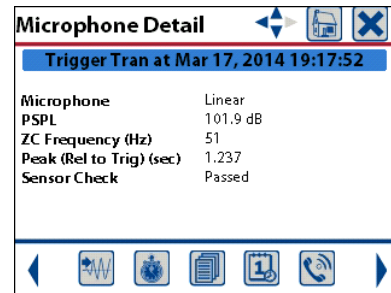 Microphone Detail
Trigger Tran at Mar 17, 2014 19:17:52
Microphone Linear
PSPL 101.9 dB
ZC Frequency (Hz) 51
Peak (Rel to Trig) (sec) 1.237
Sensor Check Passed
1